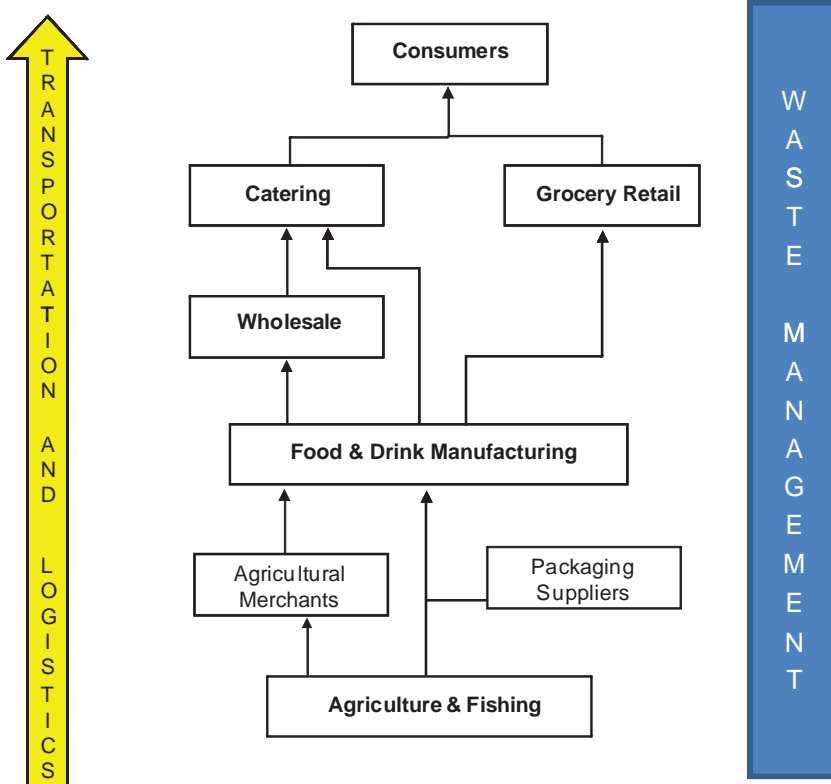 TRANSPORTATION AND LOGISTICS
Consumers
Catering
Grocery Retail
Wholesale
Food & Drink Manufacturing
Agricultural
Merchants
Packaging
Suppliers
Agriculture & Fishing
WASTE MANAGEMENT